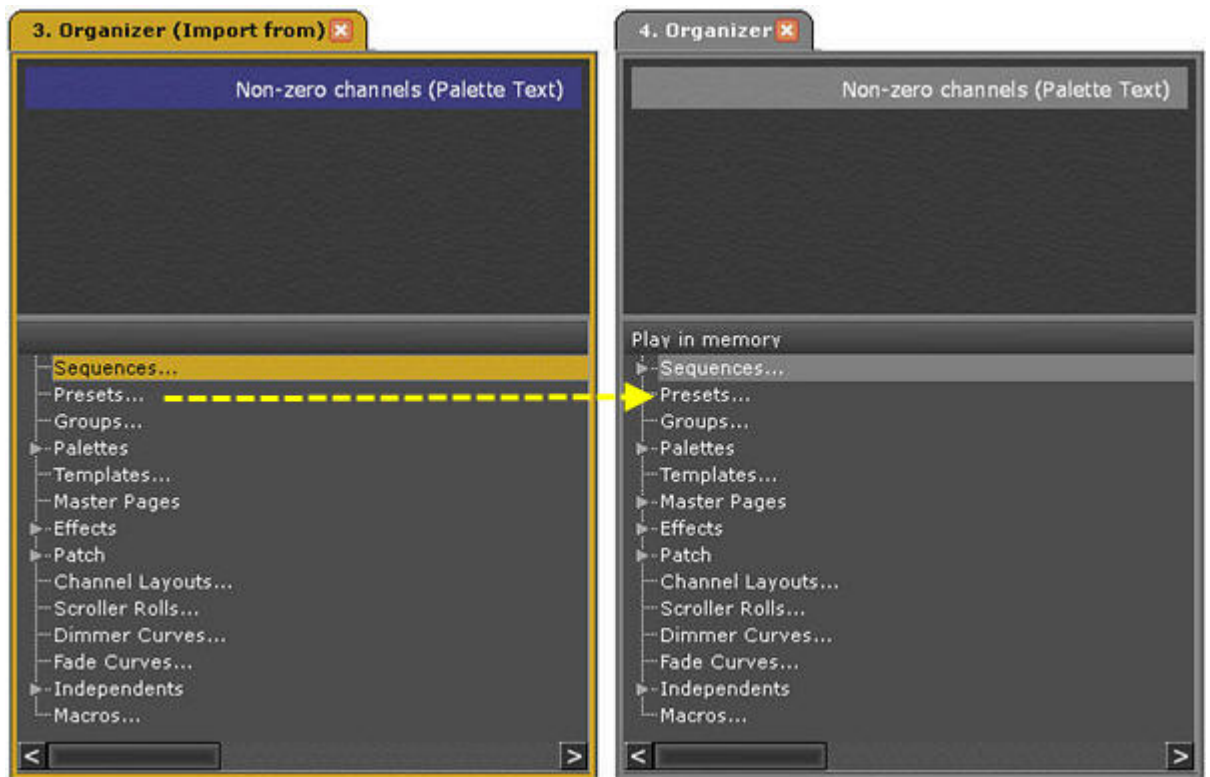 3. Organizer (Import from)
Non-zero channels (Palette Text)
Sequences...
Presets...
Groups...
Palettes
Templates...
Master Pages
Effects
Patch
Channel Layouts...
Scroller Rolls...
Dimmer Curves...
Fade Curves...
Independents
Macros...
4. Organizer
Non-zero channels (Palette Text)
Play in memory
Sequences...
Presets...
Groups...
Palettes
Templates...
Master Pages
Effects
Patch
Channel Layouts...
Scroller Rolls...
Dimmer Curves...
Fade Curves...
Independents
Macros...